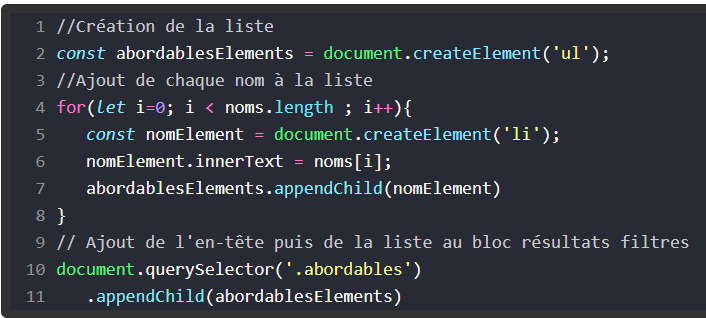 1 //Création de la liste
2 const abordablesElements = document.createElement('ul');
3 //Ajout de chaque nom à la liste
4 for(let i=0; i < noms.length ; i++){
5    const nomElement = document.createElement('li');
6    nomElement.innerText = noms[i];
7    abordablesElements.appendChild(nomElement)
8 }
9 // Ajout de l'en-tête puis de la liste au bloc résultats filtres
10 document.querySelector('.abordables')
11    .appendChild(abordablesElements)